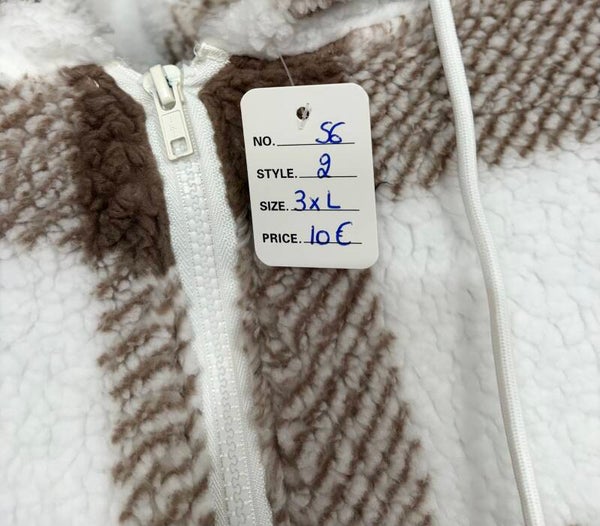 NO. 56
STYLE. 2
SIZE. 3XL
PRICE. 10€